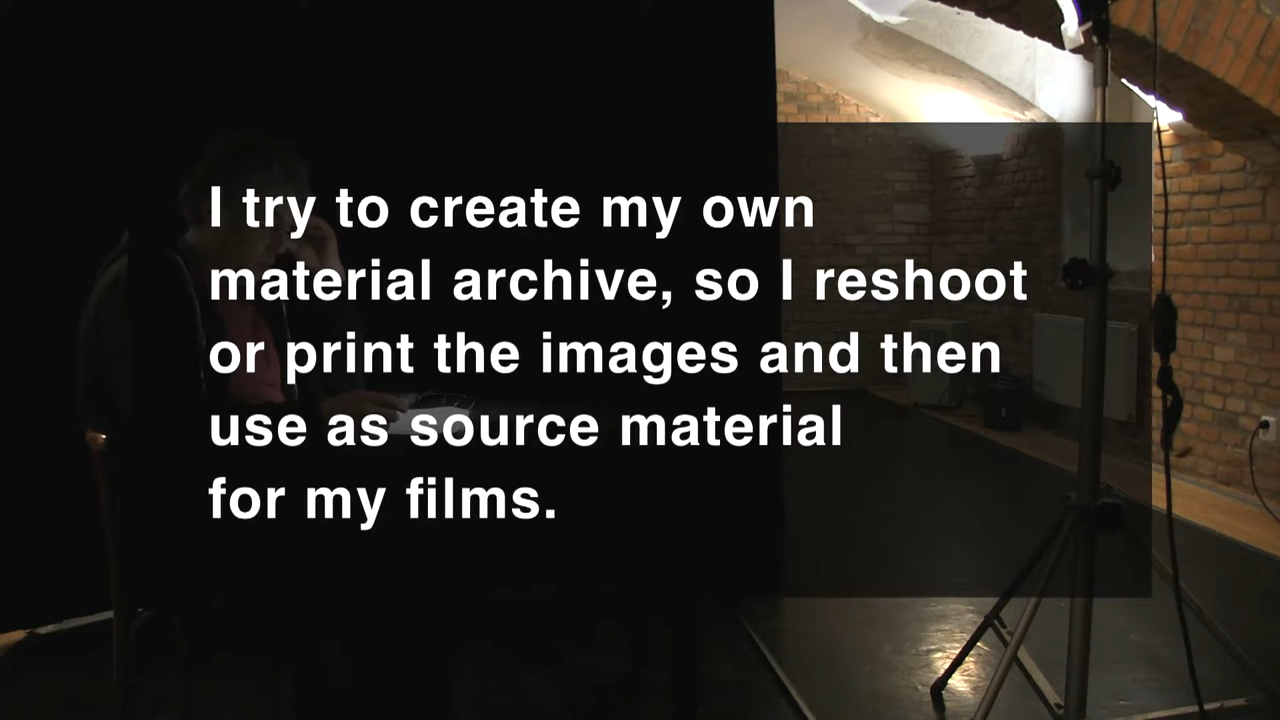 I try to create my own
material archive, so I reshoot
or print the images and then
use as source material
for my films.